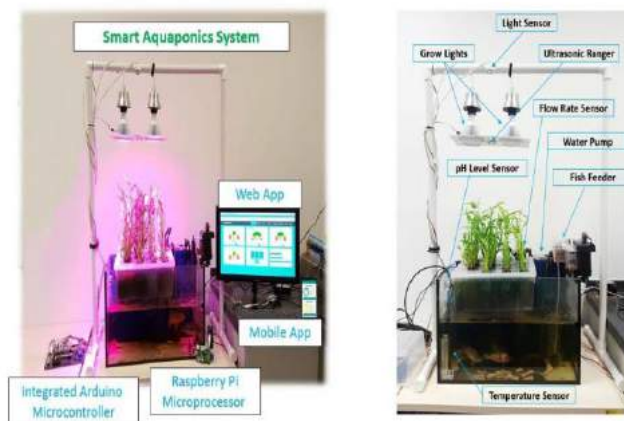 Smart Aquaponics System
Web App
Mobile App
Integrated Arduino
Microcontroller
Raspberry Pi
Microprocessor
Light Sensor
Grow Lights
Ultrasonic Ranger
Flow Rate Sensor
Water Pump
pH Level Sensor
Fish Feeder
Temperature Sensor